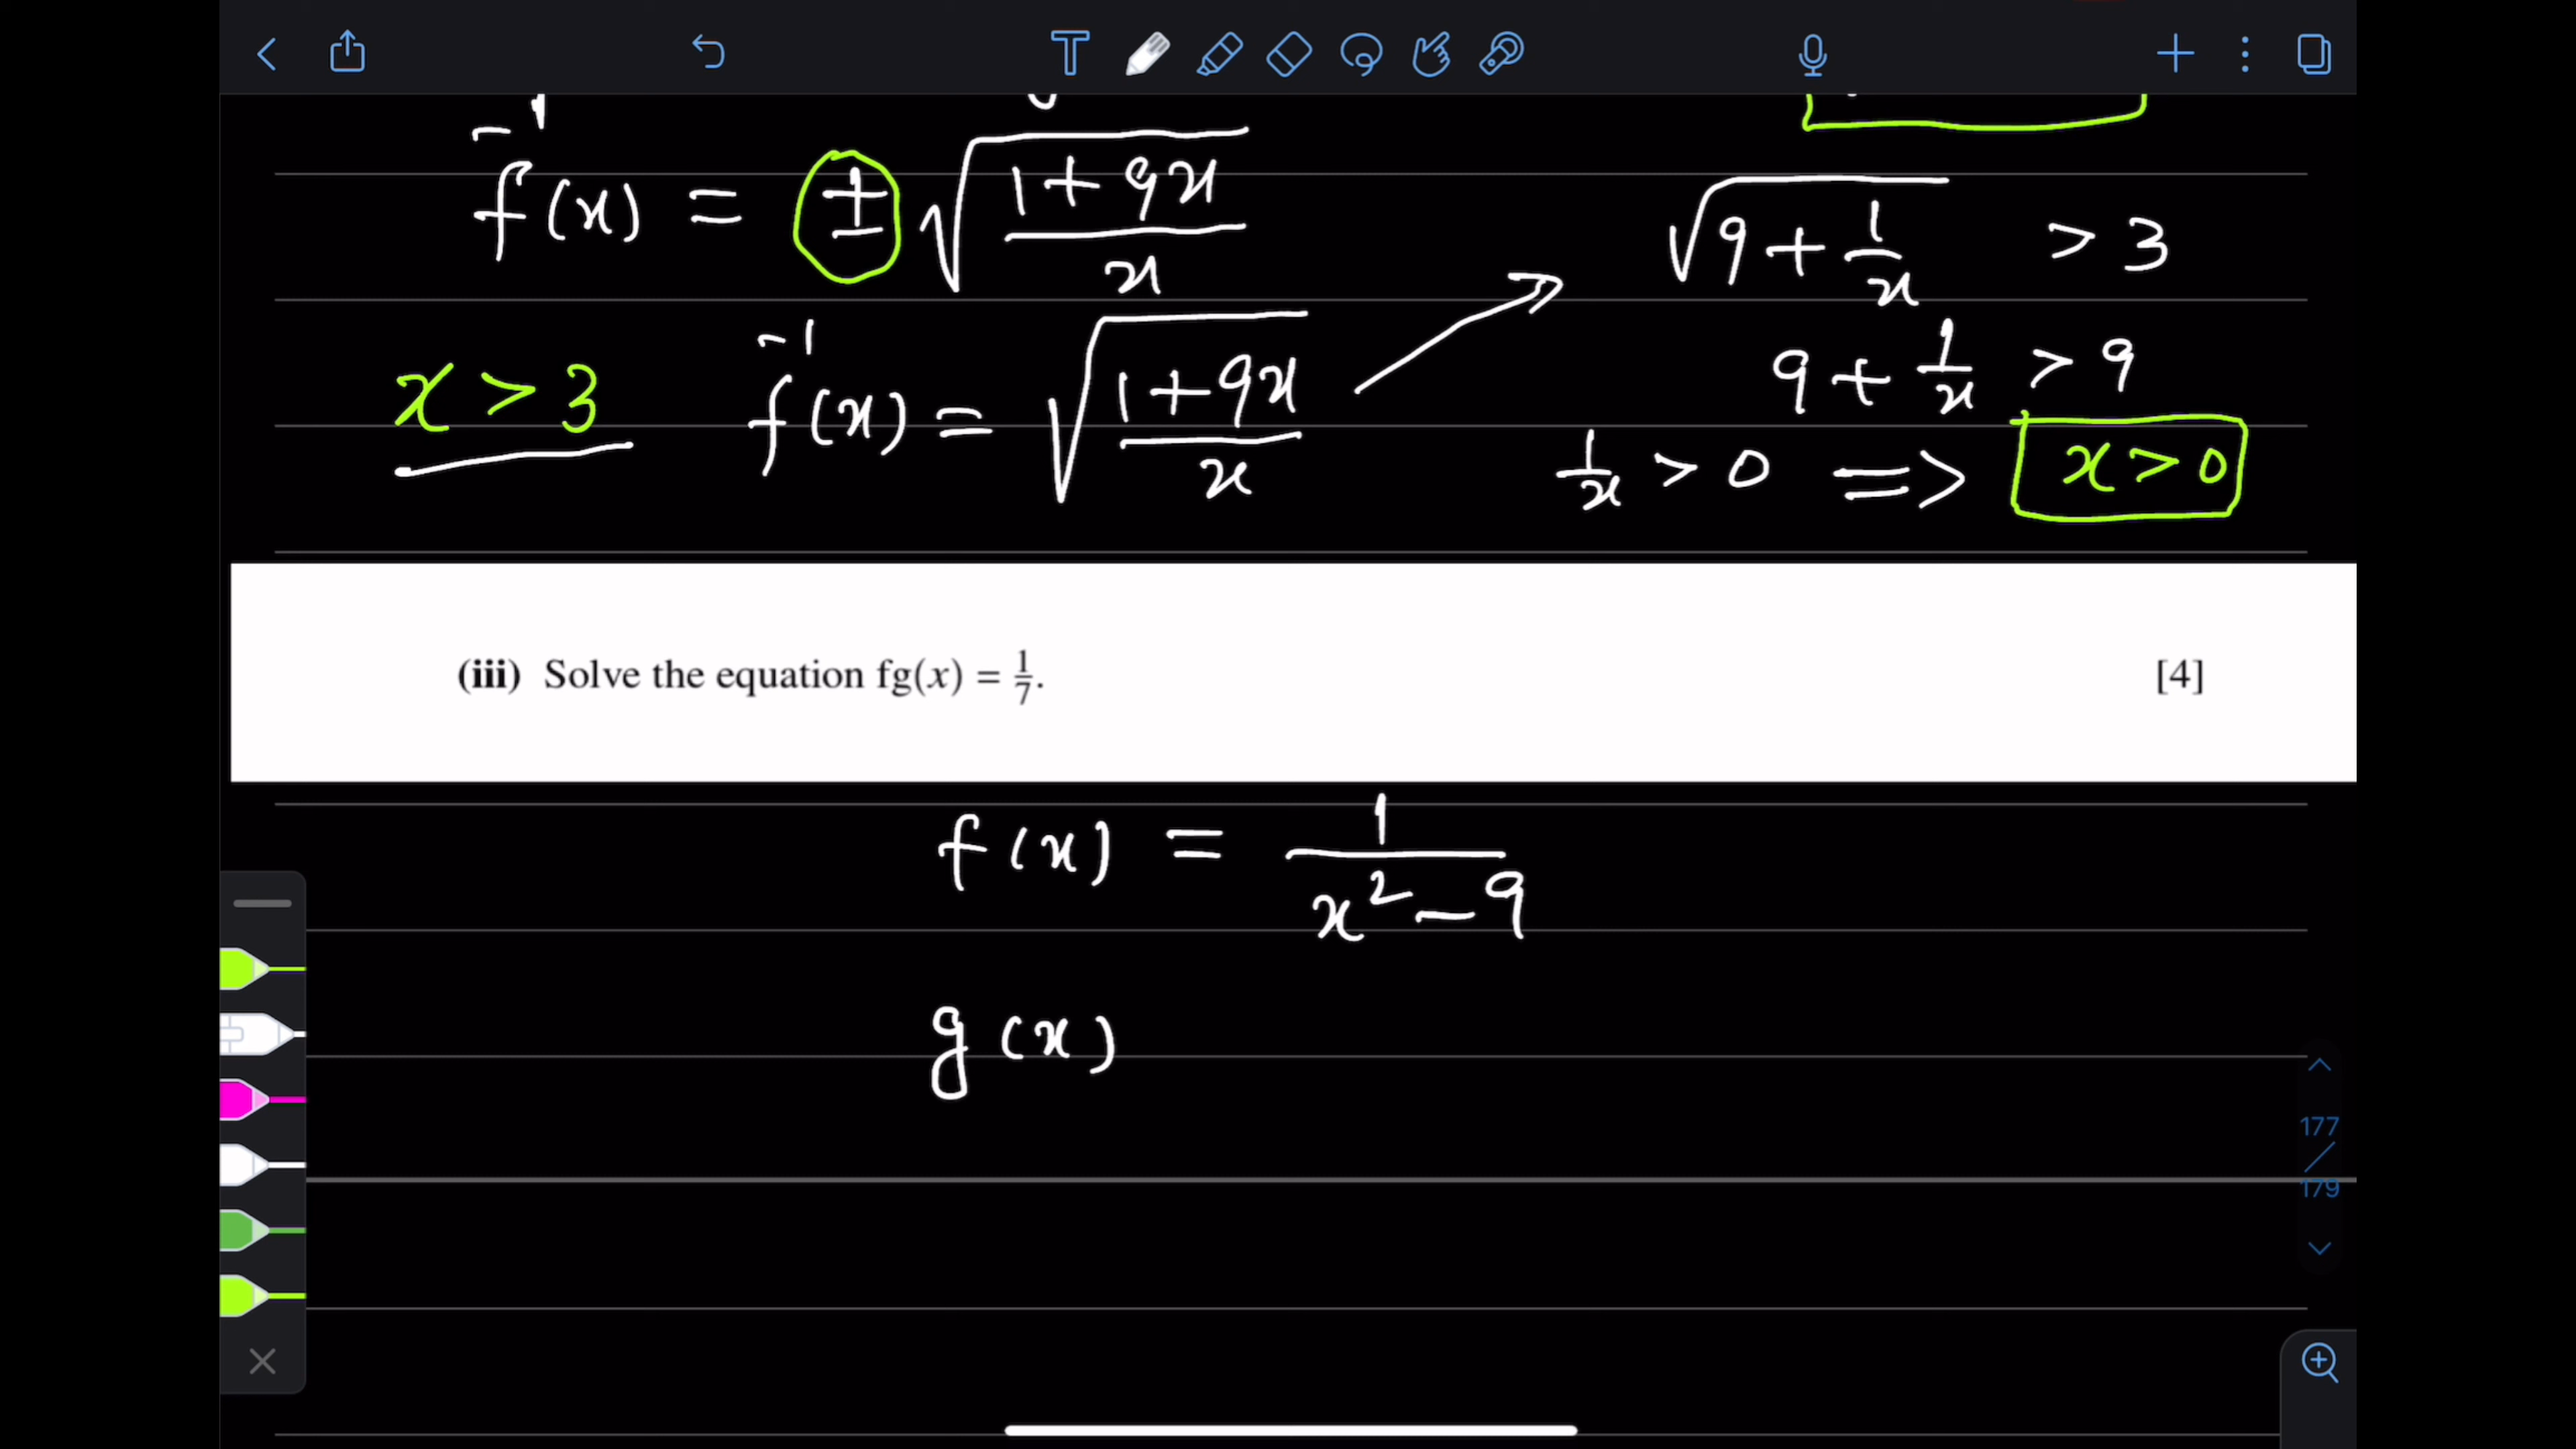 f⁻¹(x) = ± √((1+9x)/x)
√(9 + 1/x) > 3
9 + 1/x > 9
x > 3
f⁻¹(x) = √((1+9x)/x)
1/x > 0 => x > 0
(iii) Solve the equation fg(x) = 1/7. [4]
f(x) = 1/(x² − 9)
g(x)
177
/
179